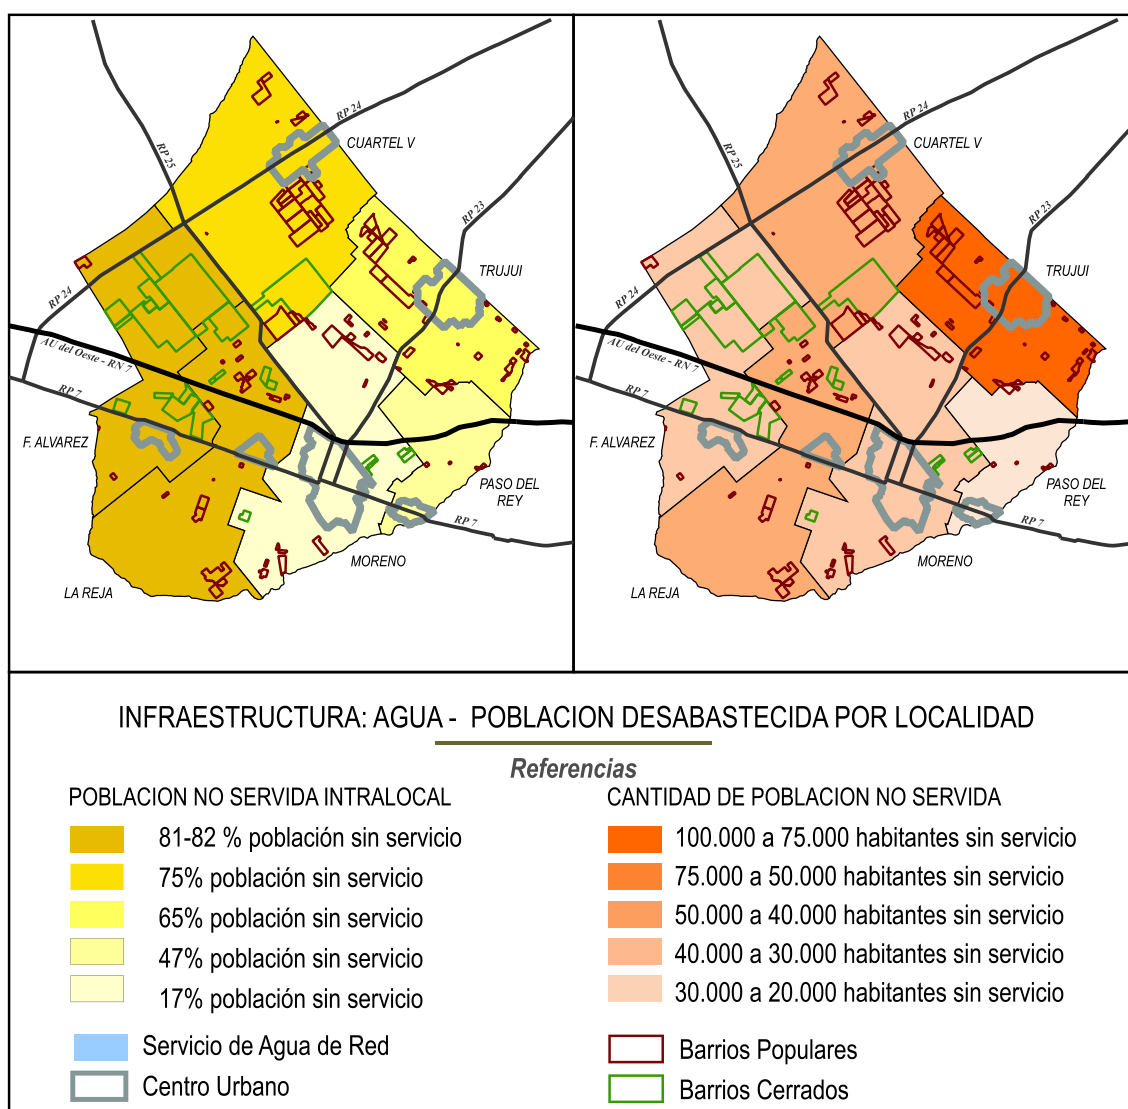 RP 24
CUARTEL V
RP 25
RP 23
TRUJUI
RP 24
AU del Oeste - RN 7
RP 7
F. ALVAREZ
PASO DEL
REY
RP 7
MORENO
LA REJA
RP 24
CUARTEL V
RP 25
RP 23
TRUJUI
RP 24
AU del Oeste - RN 7
RP 7
F. ALVAREZ
PASO DEL
REY
RP 7
MORENO
LA REJA
INFRAESTRUCTURA: AGUA - POBLACION DESABASTECIDA POR LOCALIDAD
Referencias
POBLACION NO SERVIDA INTRALOCAL
81-82 % población sin servicio
75% población sin servicio
65% población sin servicio
47% población sin servicio
17% población sin servicio
Servicio de Agua de Red
Centro Urbano
CANTIDAD DE POBLACION NO SERVIDA
100.000 a 75.000 habitantes sin servicio
75.000 a 50.000 habitantes sin servicio
50.000 a 40.000 habitantes sin servicio
40.000 a 30.000 habitantes sin servicio
30.000 a 20.000 habitantes sin servicio
Barrios Populares
Barrios Cerrados